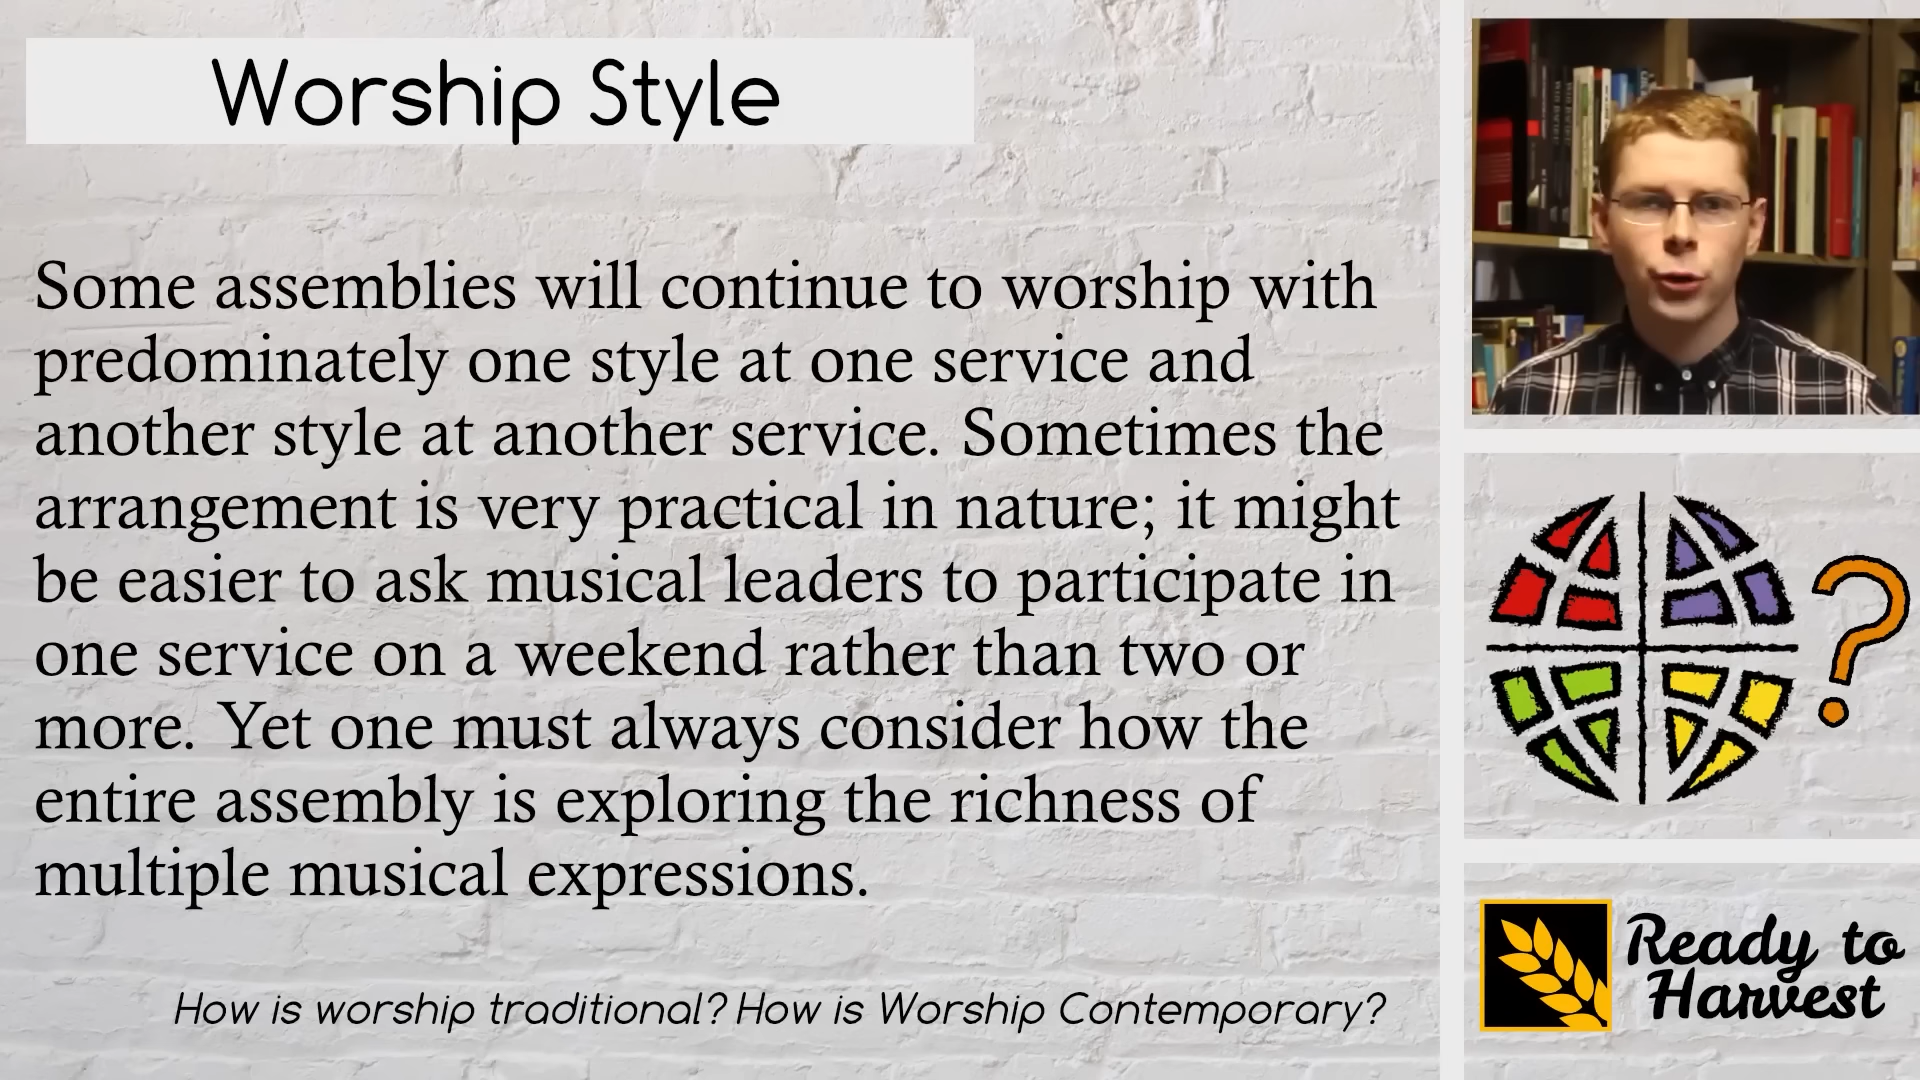 Worship Style
Some assemblies will continue to worship with
predominately one style at one service and
another style at another service. Sometimes the
arrangement is very practical in nature; it might
be easier to ask musical leaders to participate in
one service on a weekend rather than two or
more. Yet one must always consider how the
entire assembly is exploring the richness of
multiple musical expressions.
How is worship traditional? How is Worship Contemporary?
?
Ready to
Harvest